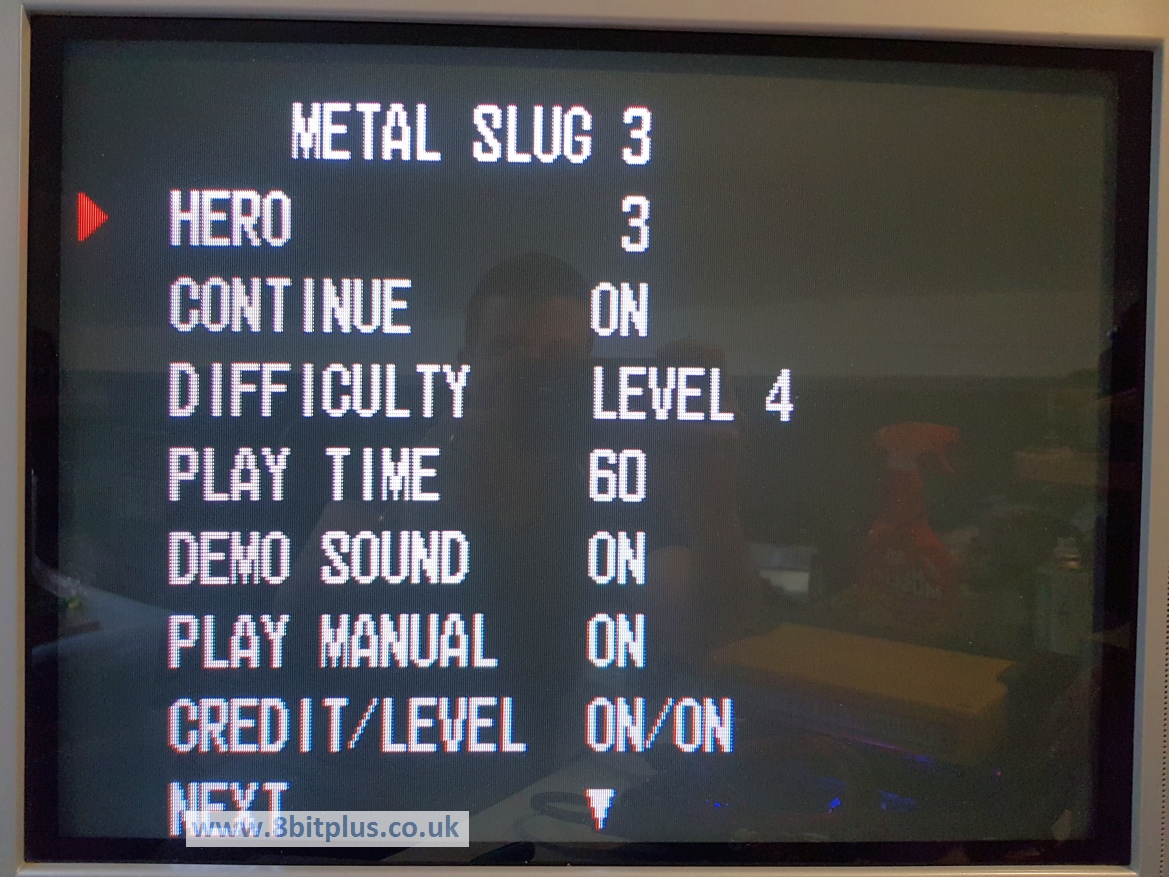 METAL SLUG 3
HERO 3
CONTINUE ON
DIFFICULTY LEVEL 4
PLAY TIME 60
DEMO SOUND ON
PLAY MANUAL ON
CREDIT/LEVEL ON/ON
NEXT ▼
www.8bitplus.co.uk